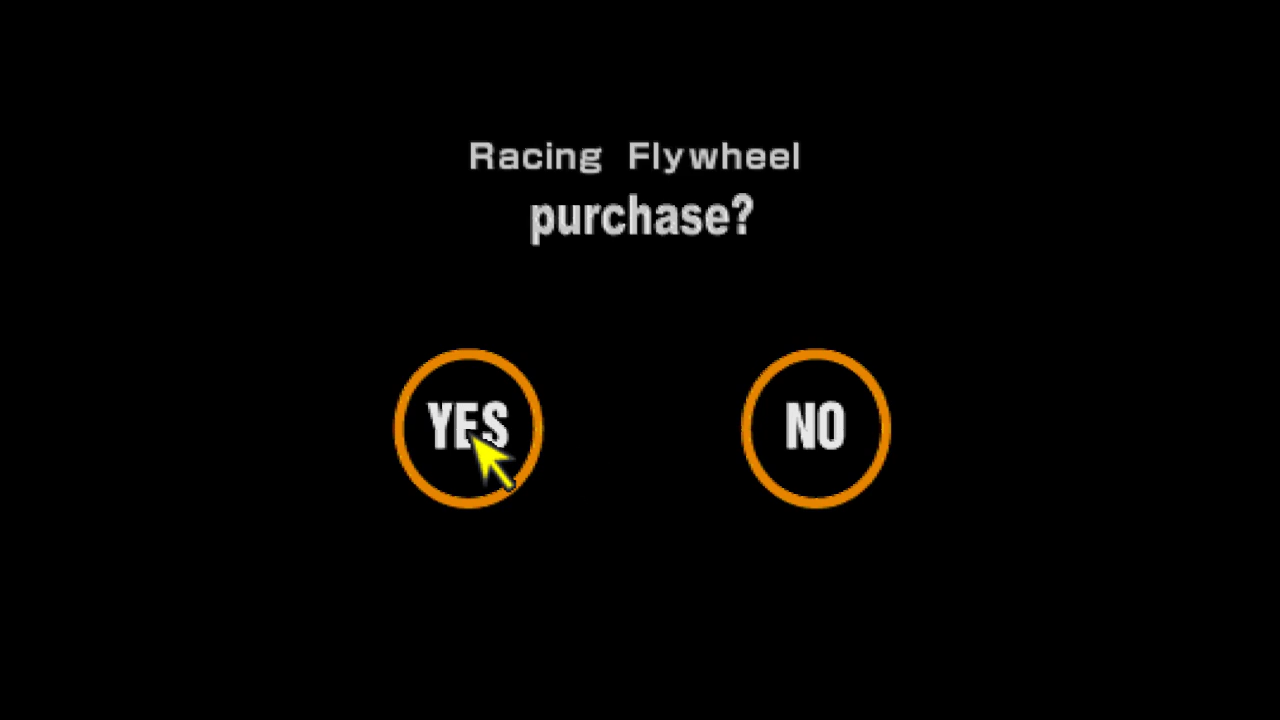 Racing Flywheel
purchase?
YES
NO